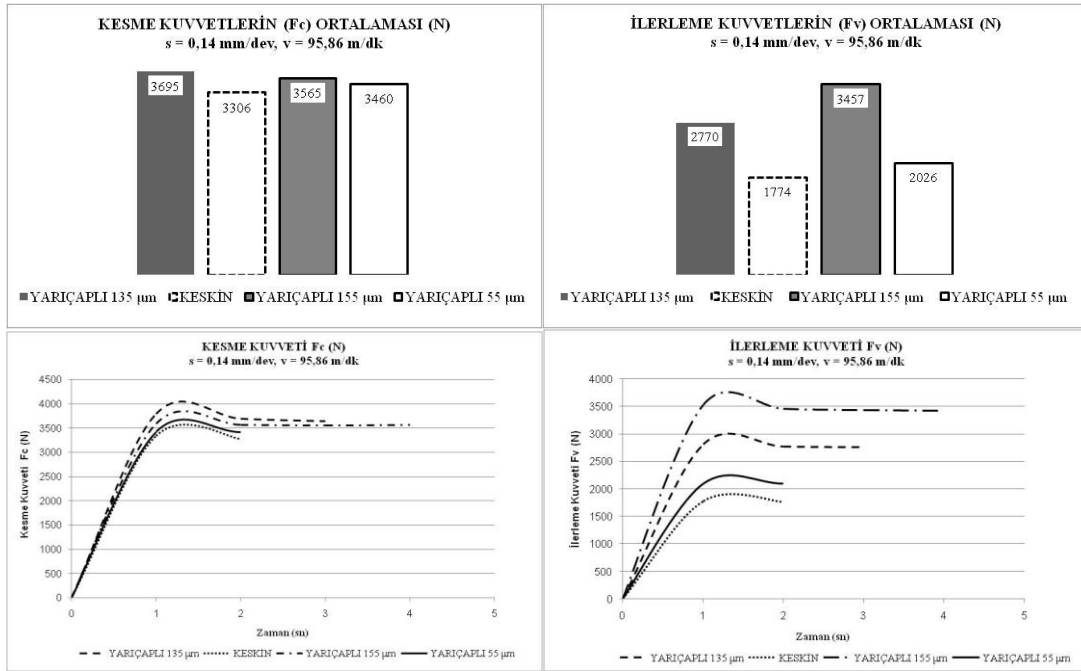 KESME KUVVETLERİN (Fc) ORTALAMASI (N)
s = 0,14 mm/dev, v = 95,86 m/dk
3695
3306
3565
3460
YARIÇAPLI 135 µm KESKİN YARIÇAPLI 155 µm YARIÇAPLI 55 µm
İLERLEME KUVVETLERİN (Fv) ORTALAMASI (N)
s = 0,14 mm/dev, v = 95,86 m/dk
2770
1774
3457
2026
YARIÇAPLI 135 µm KESKİN YARIÇAPLI 155 µm YARIÇAPLI 55 µm
KESME KUVVETİ Fc (N)
s = 0,14 mm/dev, v = 95,86 m/dk
Kesme Kuvveti Fc (N)
4500
4000
3500
3000
2500
2000
1500
1000
500
0
0 1 2 3 4 5
Zaman (sn)
YARIÇAPLI 135 µm KESKİN YARIÇAPLI 155 µm YARIÇAPLI 55 µm
İLERLEME KUVVETİ Fv (N)
s = 0,14 mm/dev, v = 95,86 m/dk
İlerleme Kuvveti Fv (N)
4000
3500
3000
2500
2000
1500
1000
500
0
0 1 2 3 4 5
Zaman (sn)
YARIÇAPLI 135 µm KESKİN YARIÇAPLI 155 µm YARIÇAPLI 55 µm